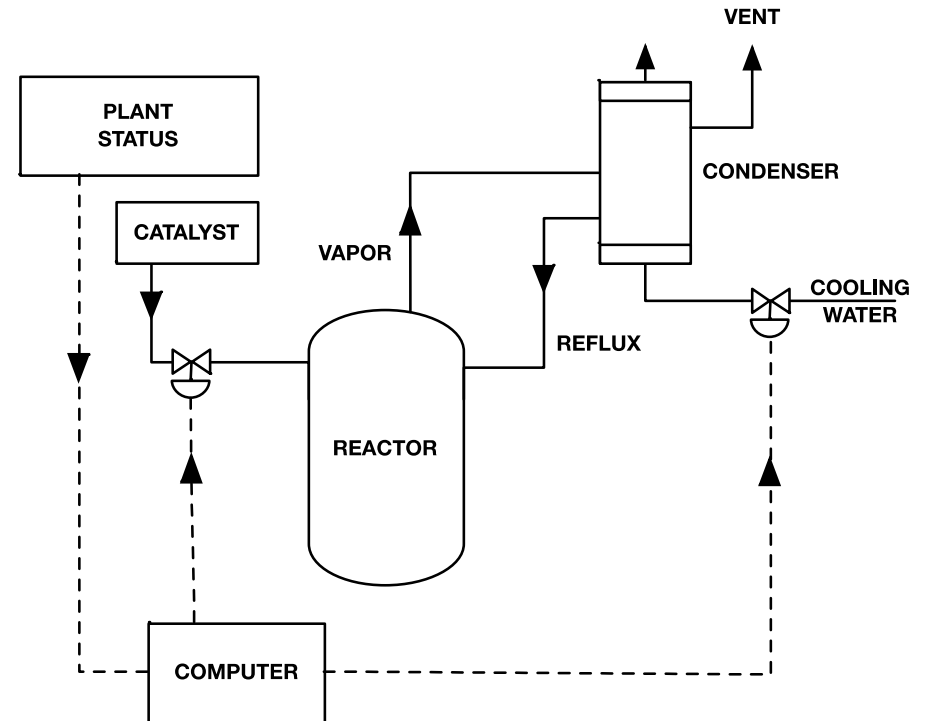 VENT
PLANT
STATUS
CONDENSER
CATALYST
VAPOR
COOLING
WATER
REFLUX
REACTOR
COMPUTER